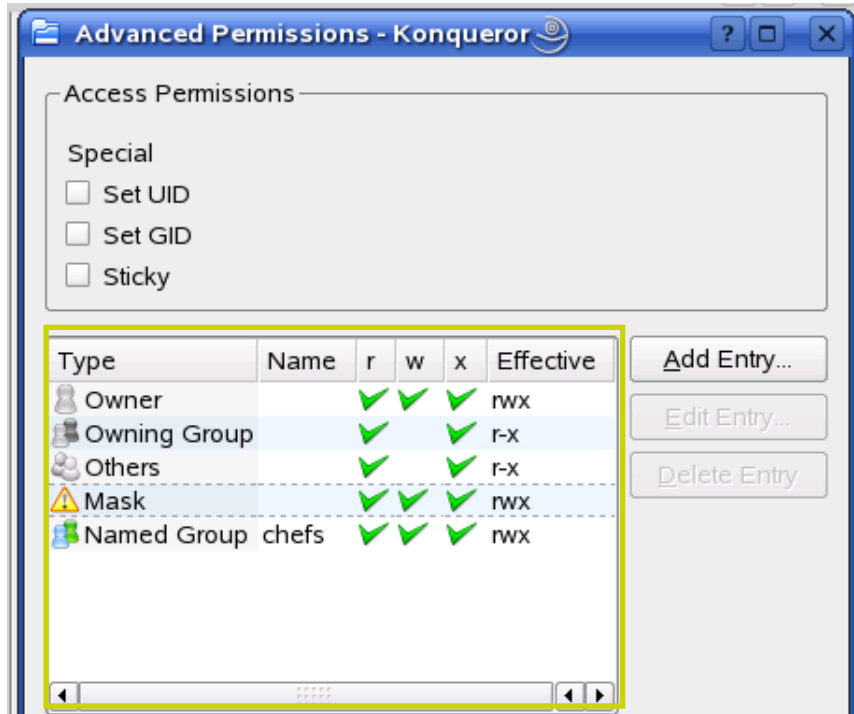 Advanced Permissions - Konqueror ?
Access Permissions
Special
Set UID
Set GID
Sticky
Type Name r w x Effective
Owner rwx
Owning Group r-x
Others r-x
Mask rwx
Named Group chefs rwx
Add Entry...
Edit Entry...
Delete Entry